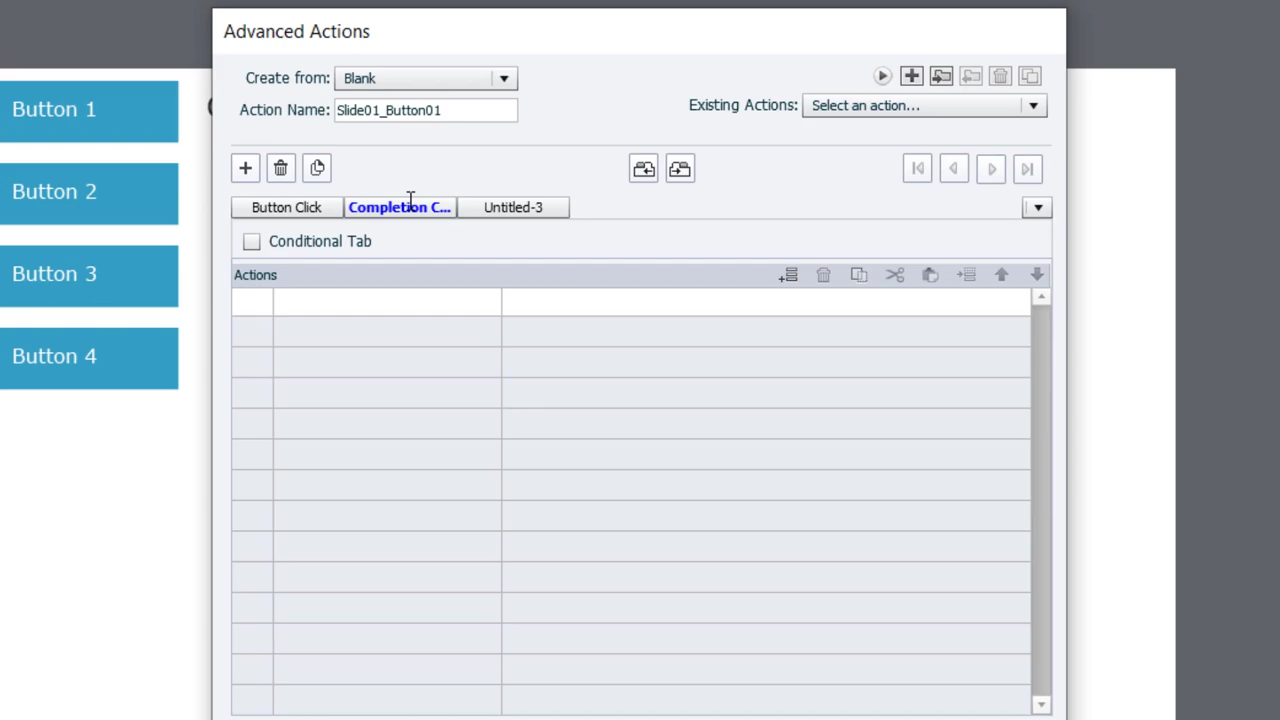 Advanced Actions
Create from: Blank
Action Name: Slide01_Button01
Existing Actions: Select an action...
Button Click Completion C... Untitled-3
Conditional Tab
Actions
Button 1
Button 2
Button 3
Button 4